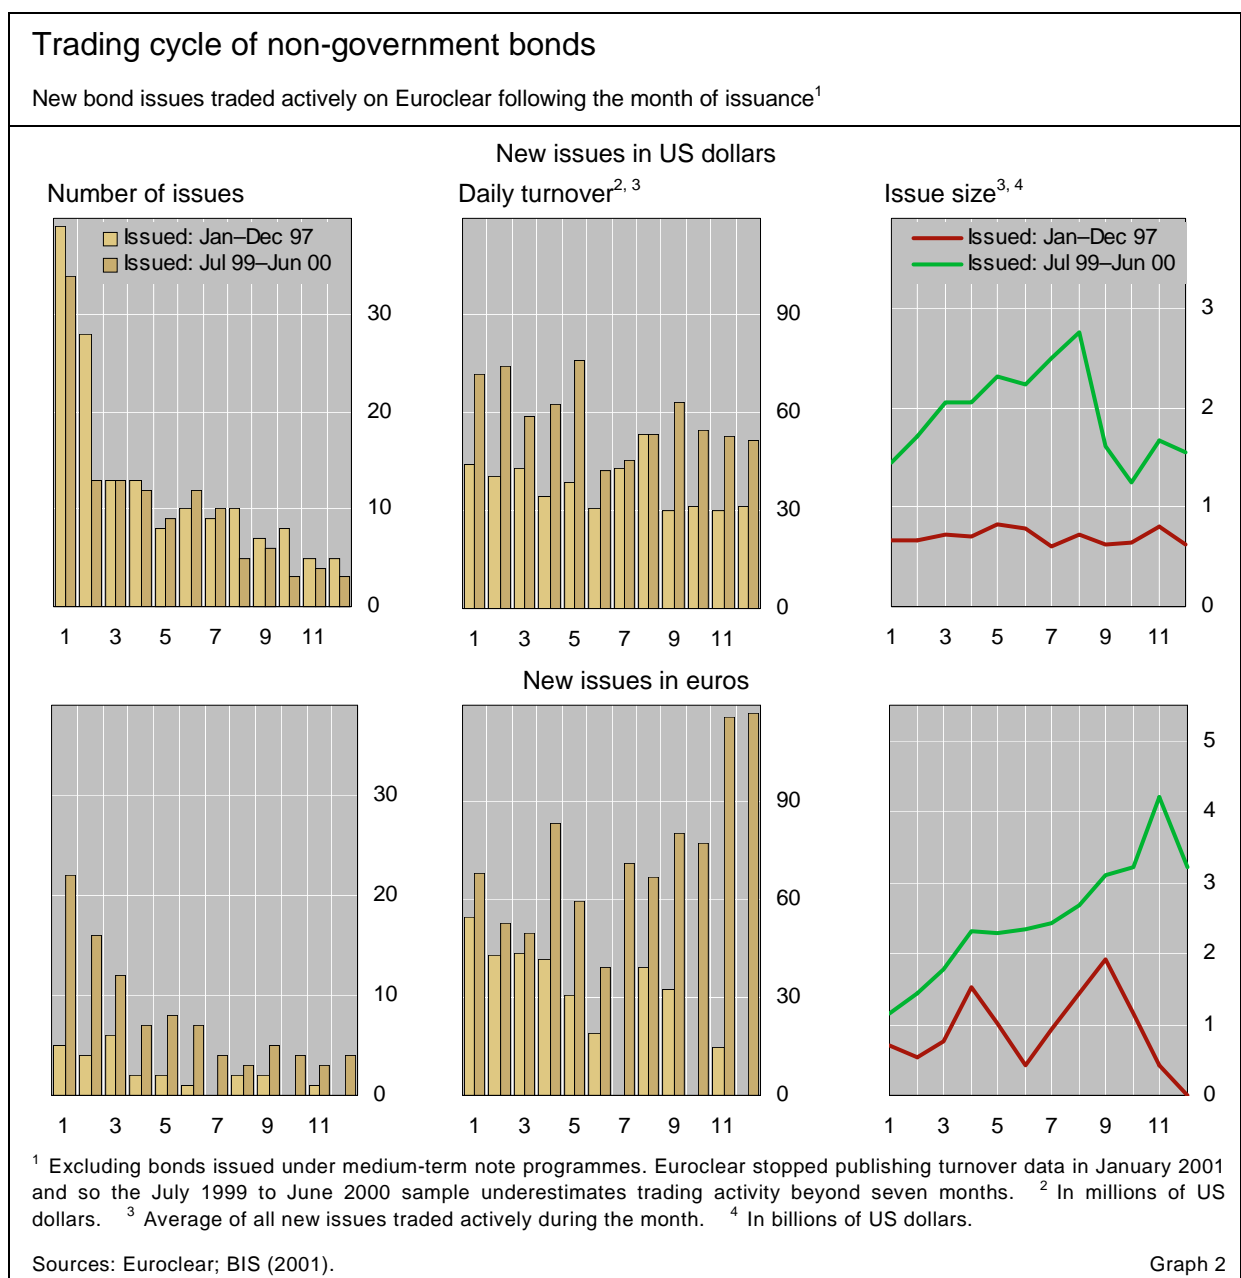 Trading cycle of non-government bonds
New bond issues traded actively on Euroclear following the month of issuance1
New issues in US dollars
Number of issues
Daily turnover2, 3
Issue size3, 4
Issued: Jan–Dec 97
Issued: Jul 99–Jun 00
Issued: Jan–Dec 97
Issued: Jul 99–Jun 00
30
20
10
0
90
60
30
0
3
2
1
0
1 3 5 7 9 11
1 3 5 7 9 11
1 3 5 7 9 11
New issues in euros
30
20
10
0
90
60
30
0
5
4
3
2
1
0
1 3 5 7 9 11
1 3 5 7 9 11
1 3 5 7 9 11
1 Excluding bonds issued under medium-term note programmes. Euroclear stopped publishing turnover data in January 2001
and so the July 1999 to June 2000 sample underestimates trading activity beyond seven months. 2 In millions of US
dollars. 3 Average of all new issues traded actively during the month. 4 In billions of US dollars.
Sources: Euroclear; BIS (2001).
Graph 2